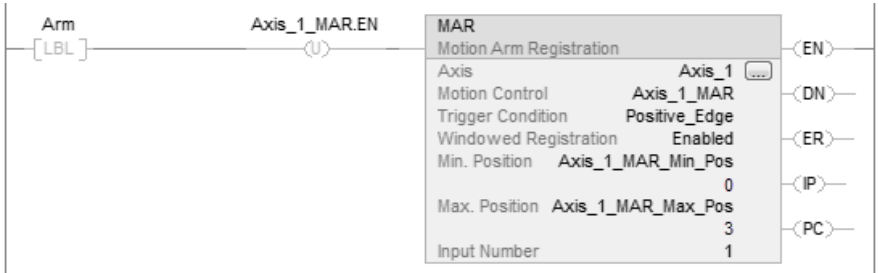 Arm
LBL
Axis_1_MAR.EN
U
MAR
Motion Arm Registration
Axis Axis_1 ...
Motion Control Axis_1_MAR
Trigger Condition Positive_Edge
Windowed Registration Enabled
Min. Position Axis_1_MAR_Min_Pos
0
Max. Position Axis_1_MAR_Max_Pos
3
Input Number 1
EN
DN
ER
IP
PC